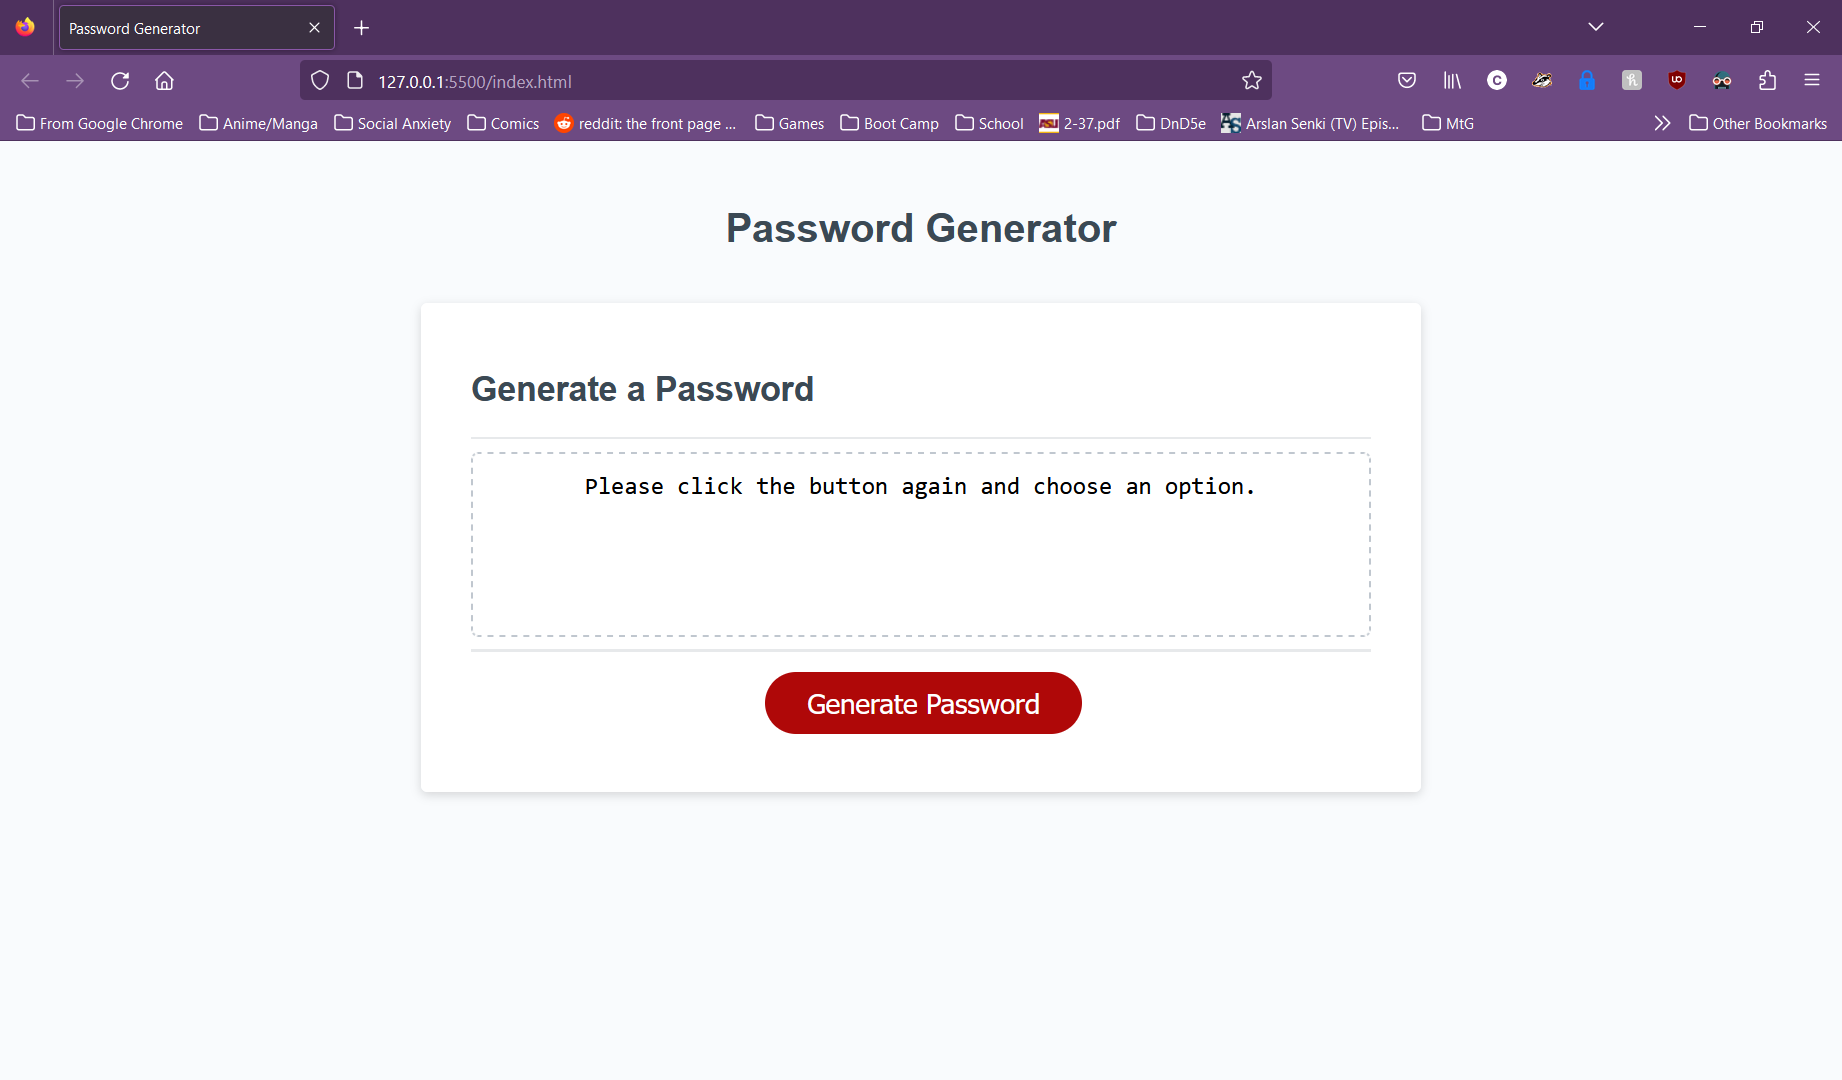 Password Generator
127.0.0.1:5500/index.html
From Google Chrome Anime/Manga Social Anxiety Comics reddit: the front page ... Games Boot Camp School 2-37.pdf DnD5e Arslan Senki (TV) Epis... MtG Other Bookmarks
Password Generator
Generate a Password
Please click the button again and choose an option.
Generate Password